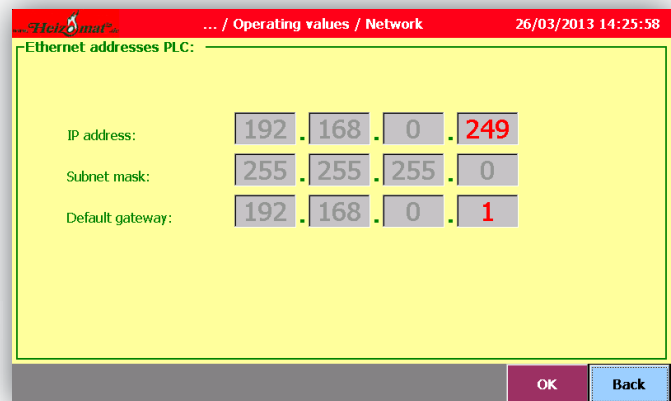 Heizomat ... / Operating values / Network 26/03/2013 14:25:58
Ethernet addresses PLC:
IP address: 192 . 168 . 0 . 249
Subnet mask: 255 . 255 . 255 . 0
Default gateway: 192 . 168 . 0 . 1
OK Back